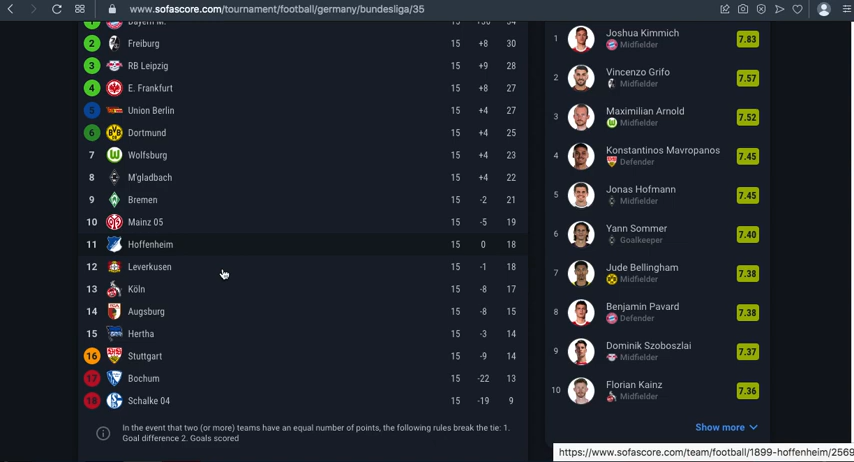 www.sofascore.com/tournament/football/germany/bundesliga/35
1 Bayern M. 15 +36 34
2 Freiburg 15 +8 30
3 RB Leipzig 15 +9 28
4 E. Frankfurt 15 +8 27
5 Union Berlin 15 +4 27
6 Dortmund 15 +4 25
7 Wolfsburg 15 +4 23
8 M'gladbach 15 +4 22
9 Bremen 15 -2 21
10 Mainz 05 15 -5 19
11 Hoffenheim 15 0 18
12 Leverkusen 15 -1 18
13 Köln 15 -8 17
14 Augsburg 15 -8 15
15 Hertha 15 -3 14
16 Stuttgart 15 -9 14
17 Bochum 15 -22 13
18 Schalke 04 15 -19 9
In the event that two (or more) teams have an equal number of points, the following rules break the tie: 1.
Goal difference 2. Goals scored
1 Joshua Kimmich 7.83
Midfielder
2 Vincenzo Grifo 7.57
Midfielder
3 Maximilian Arnold 7.52
Midfielder
4 Konstantinos Mavropanos 7.45
Defender
5 Jonas Hofmann 7.45
Midfielder
6 Yann Sommer 7.40
Goalkeeper
7 Jude Bellingham 7.38
Midfielder
8 Benjamin Pavard 7.38
Defender
9 Dominik Szoboszlai 7.37
Midfielder
10 Florian Kainz 7.36
Midfielder
Show more
https://www.sofascore.com/team/football/1899-hoffenheim/2569